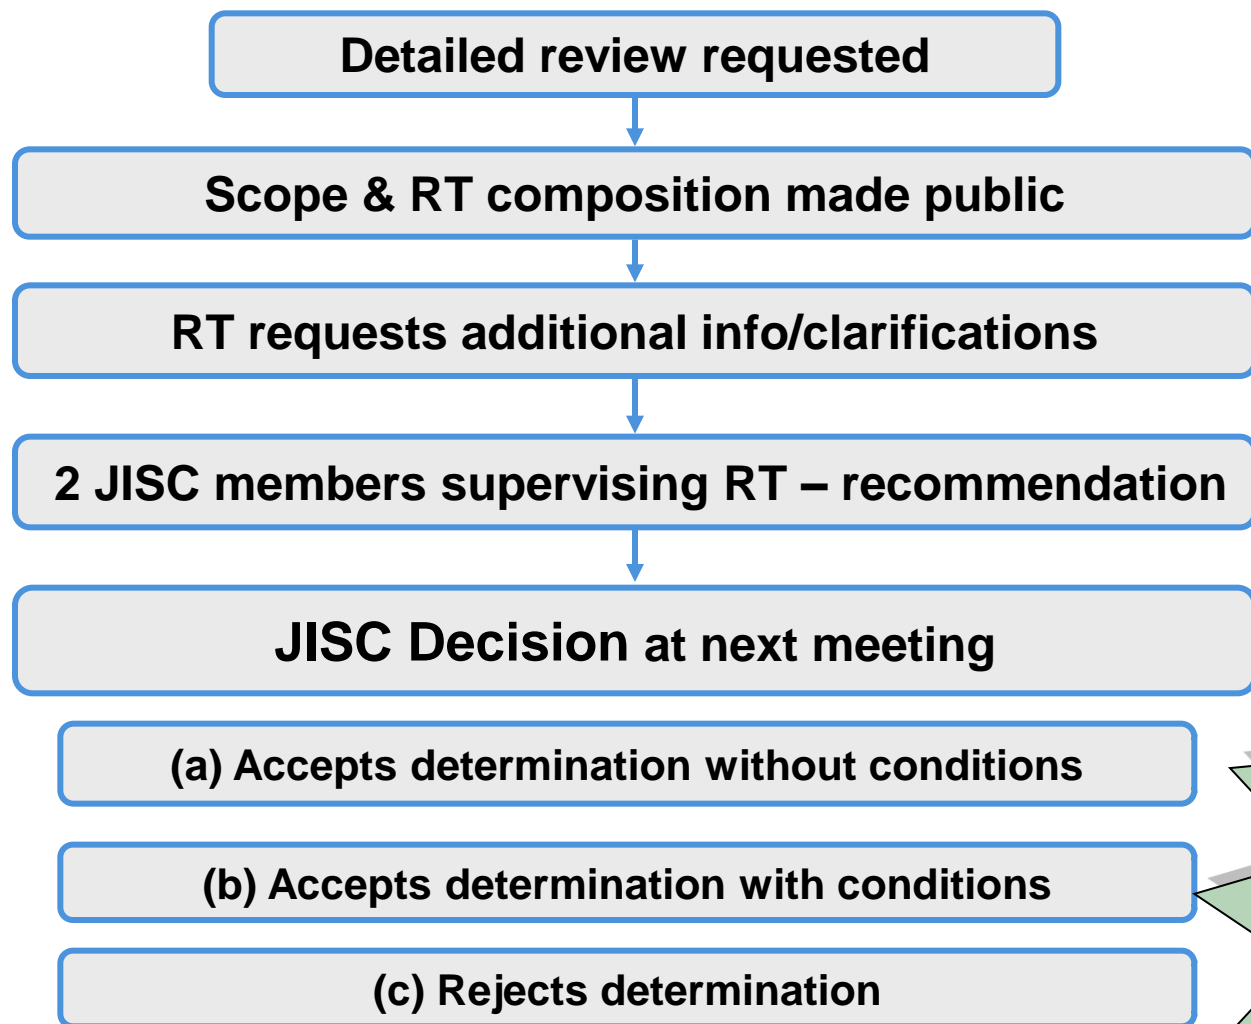 Detailed review requested
Scope & RT composition made public
RT requests additional info/clarifications
2 JISC members supervising RT – recommendation
JISC Decision at next meeting
(a) Accepts determination without conditions
(b) Accepts determination with conditions
(c) Rejects determination